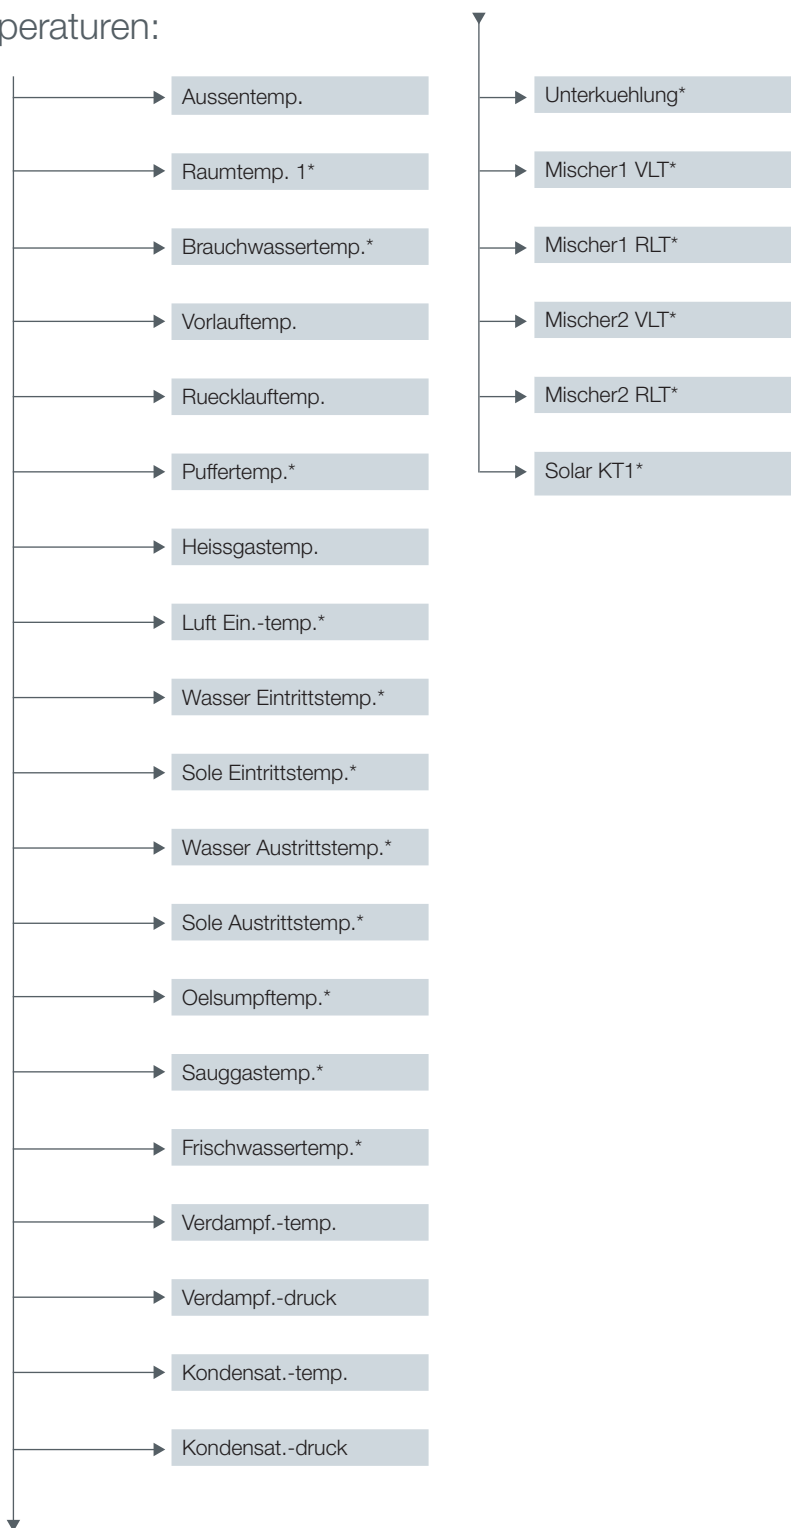 peraturen:
Aussentemp.
Raumtemp. 1*
Brauchwassertemp.*
Vorlauftemp.
Ruecklauftemp.
Puffertemp.*
Heissgastemp.
Luft Ein.-temp.*
Wasser Eintrittstemp.*
Sole Eintrittstemp.*
Wasser Austrittstemp.*
Sole Austrittstemp.*
Oelsumpftemp.*
Sauggastemp.*
Frischwassertemp.*
Verdampf.-temp.
Verdampf.-druck
Kondensat.-temp.
Kondensat.-druck
Unterkuehlung*
Mischer1 VLT*
Mischer1 RLT*
Mischer2 VLT*
Mischer2 RLT*
Solar KT1*